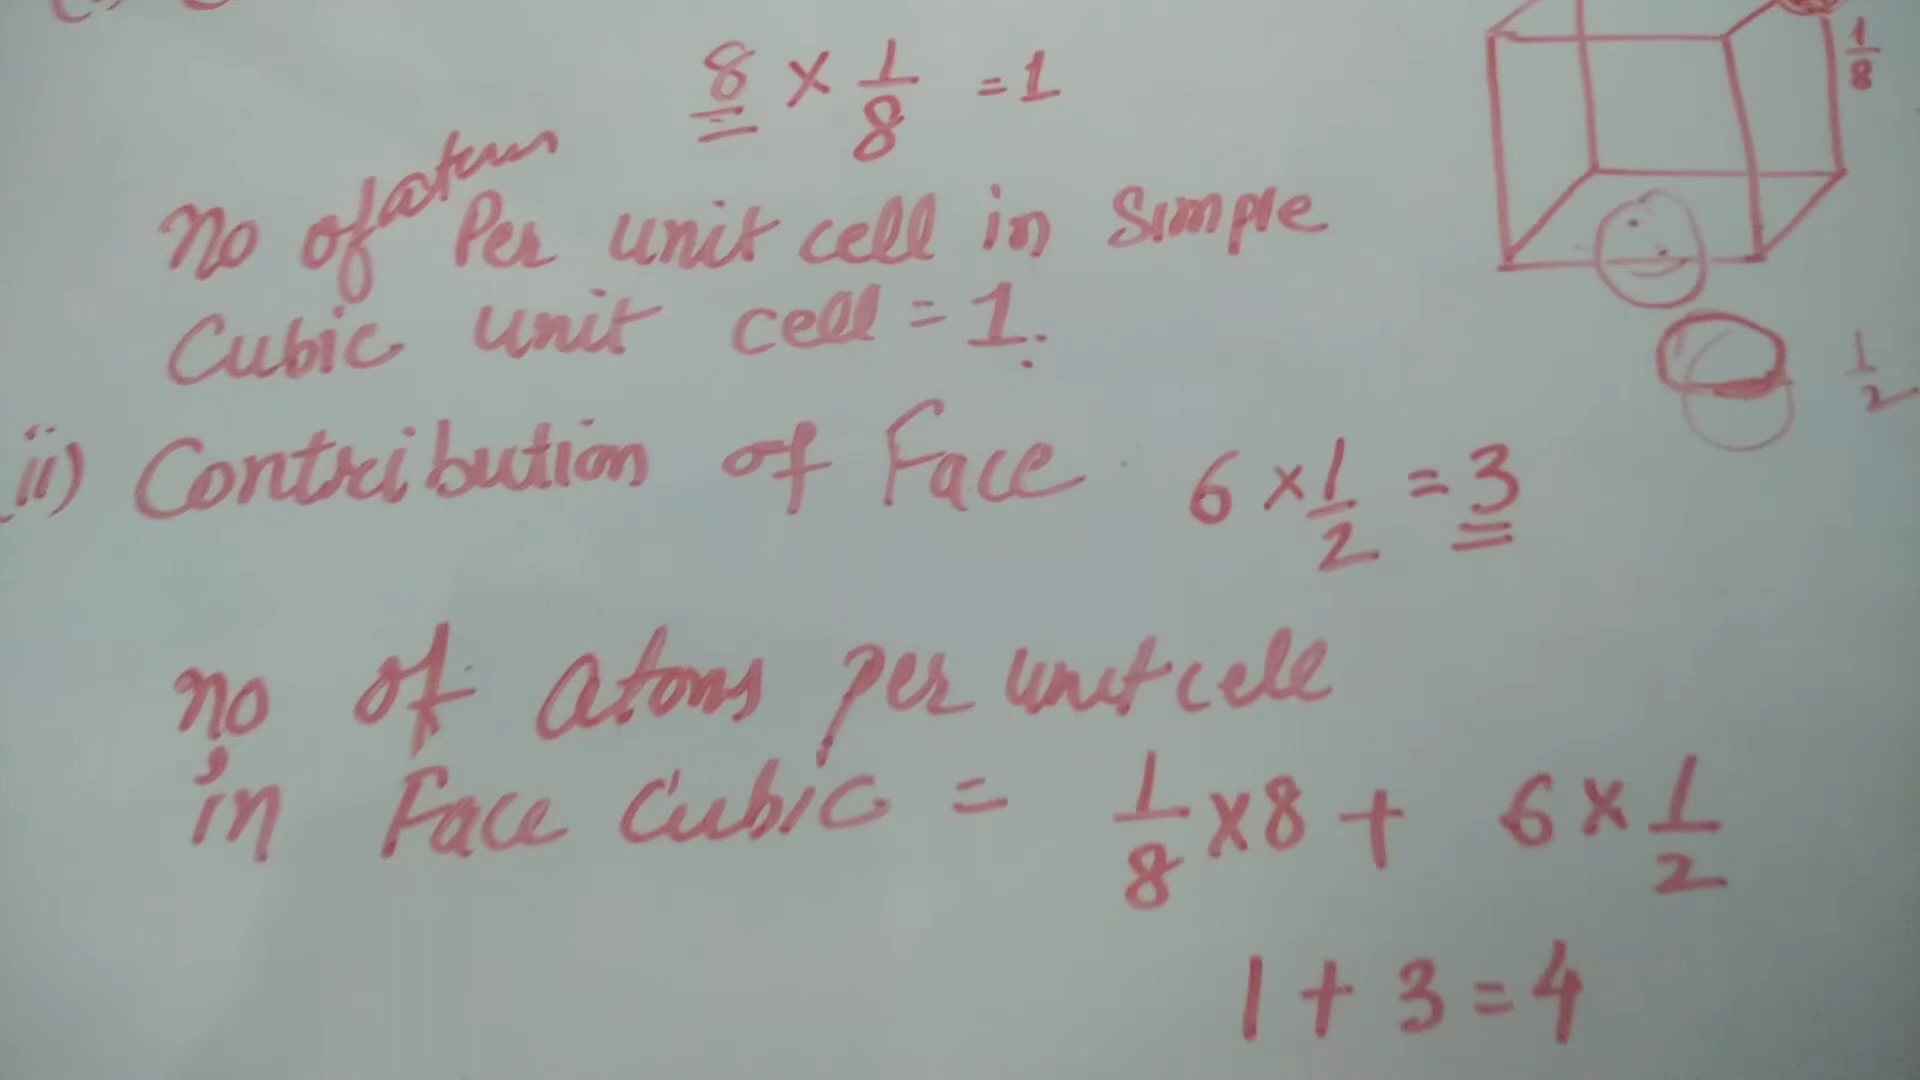 8 × 1/8 = 1
1/8
no of atoms Per unit cell in Simple
Cubic unit cell = 1.
1/2
(ii) Contribution of Face 6 × 1/2 = 3
no of atoms per unit cell
in Face Cubic = 1/8 × 8 + 6 × 1/2
1 + 3 = 4